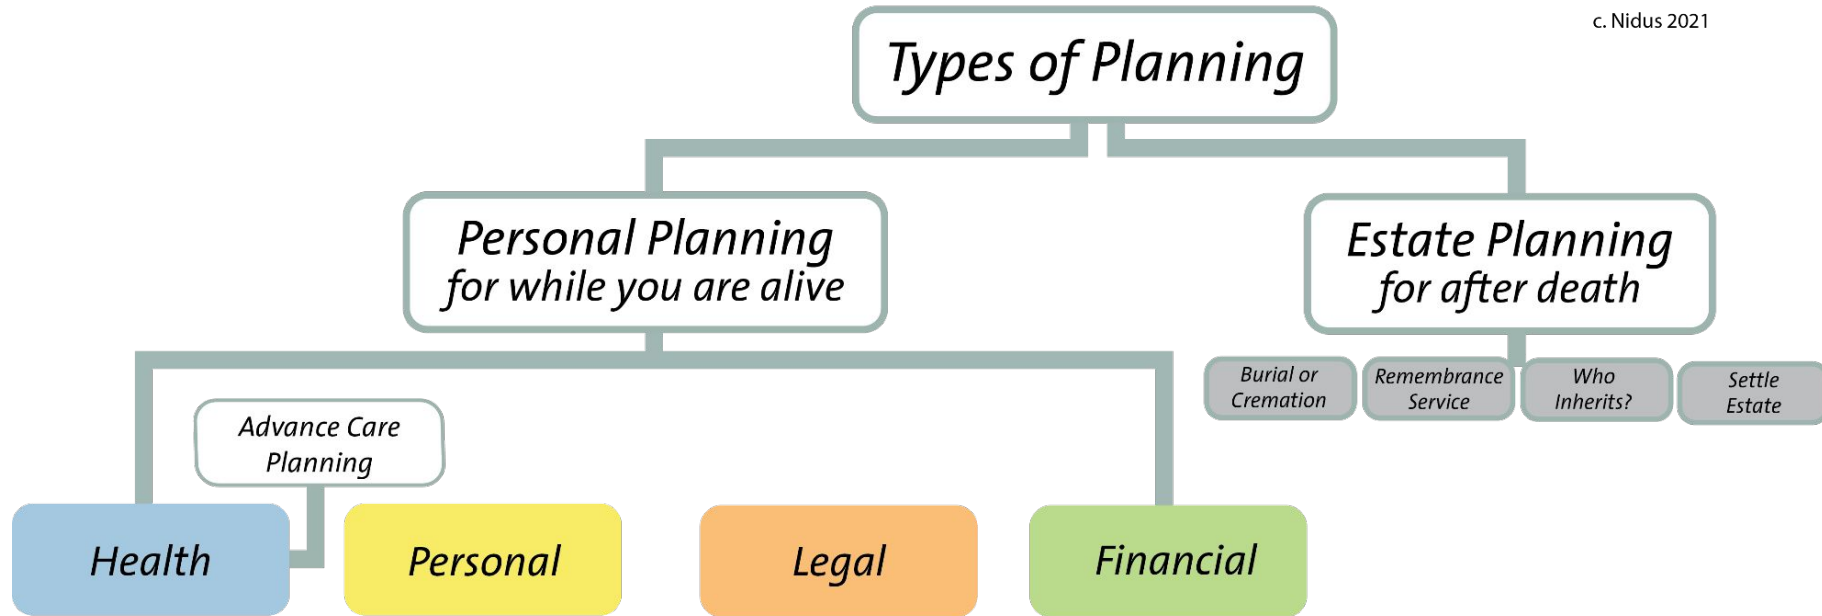 c. Nidus 2021
Types of Planning
Personal Planning
for while you are alive
Estate Planning
for after death
Burial or
Cremation
Remembrance
Service
Who
Inherits?
Settle
Estate
Advance Care
Planning
Health
Personal
Legal
Financial